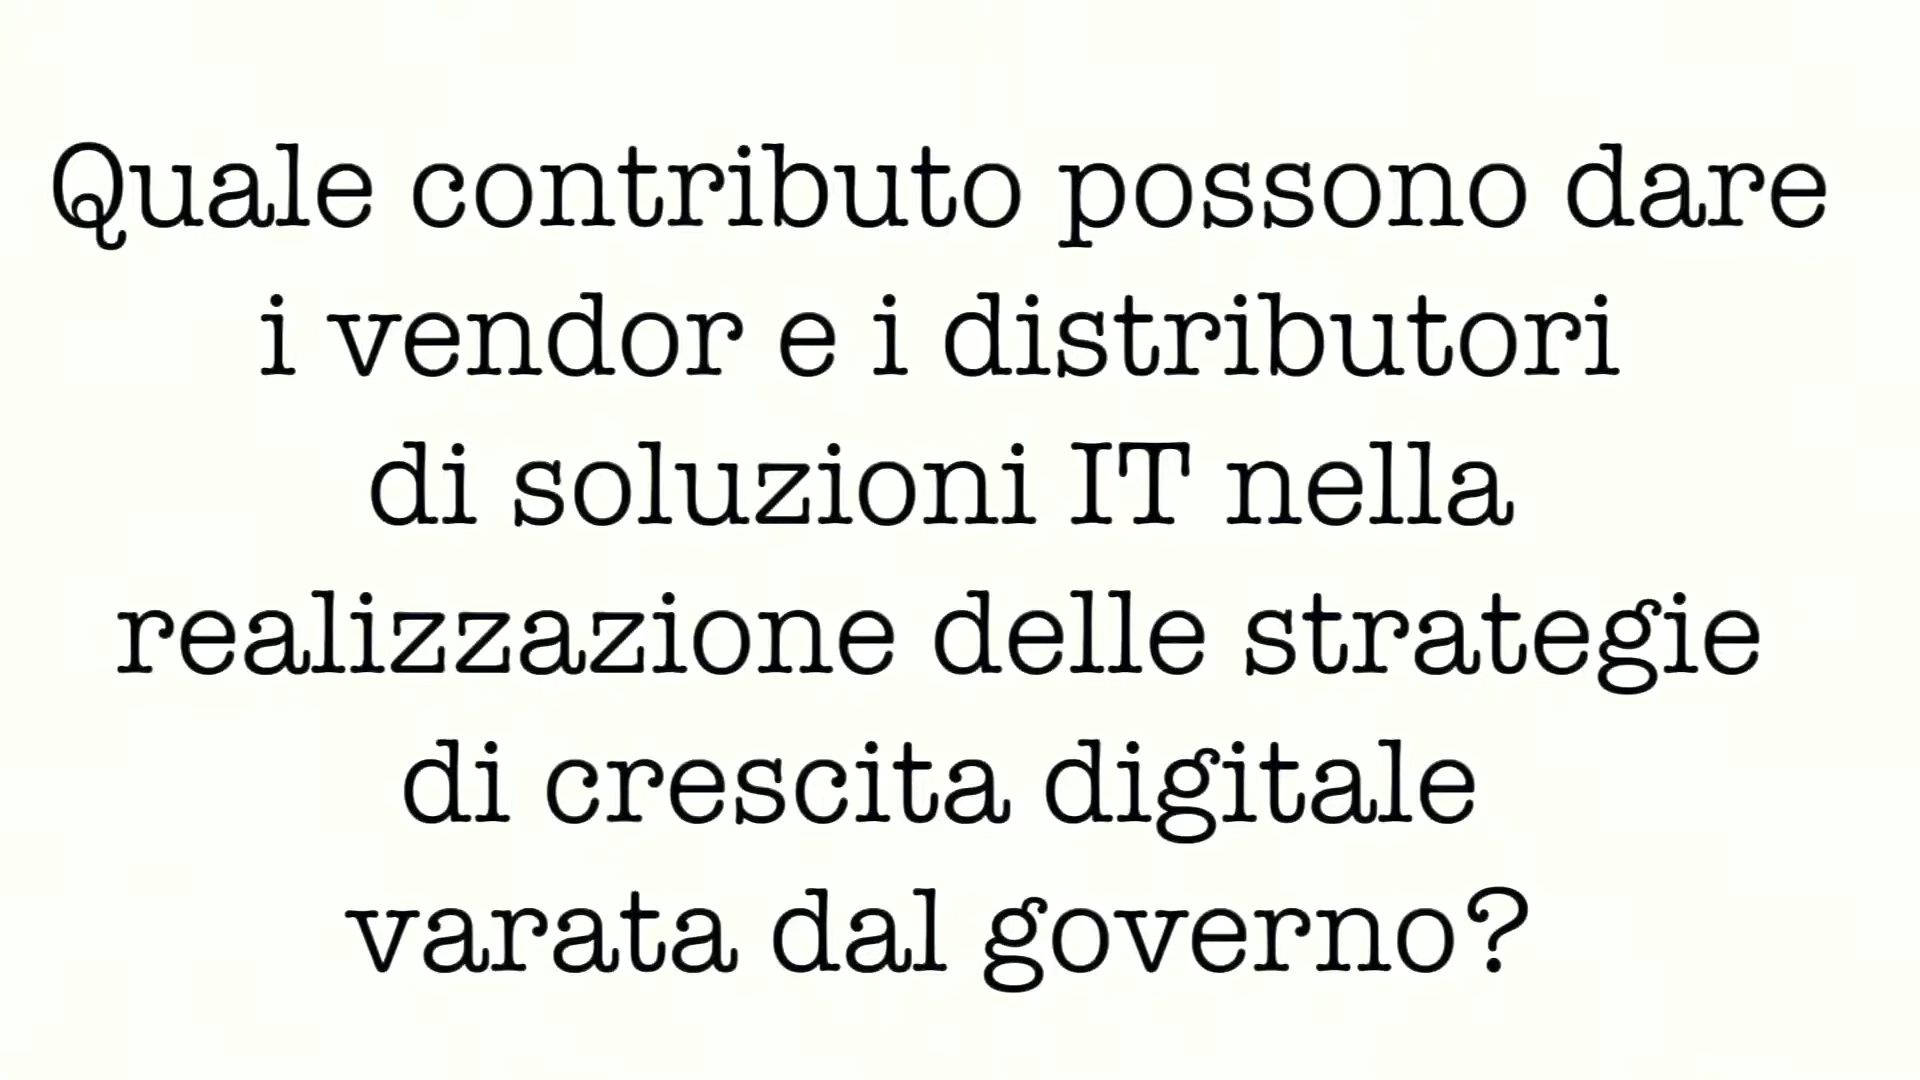 Quale contributo possono dare
i vendor e i distributori
di soluzioni IT nella
realizzazione delle strategie
di crescita digitale
varata dal governo?